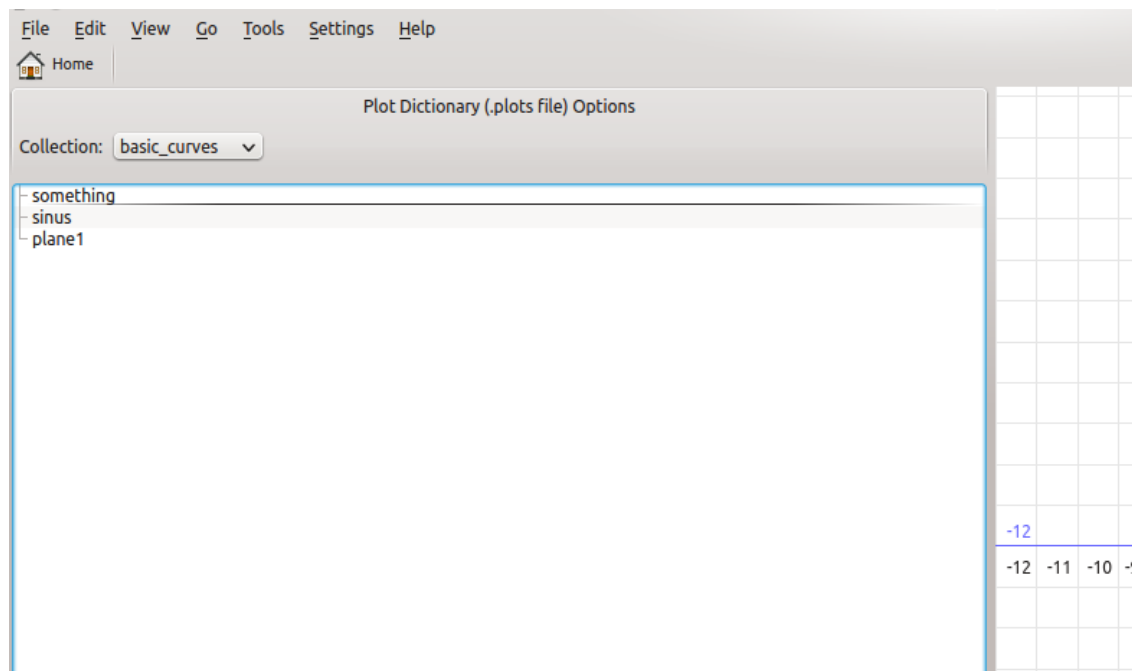 File Edit View Go Tools Settings Help
Home
Plot Dictionary (.plots file) Options
Collection: basic_curves
something
sinus
plane1
-12
-12 -11 -10